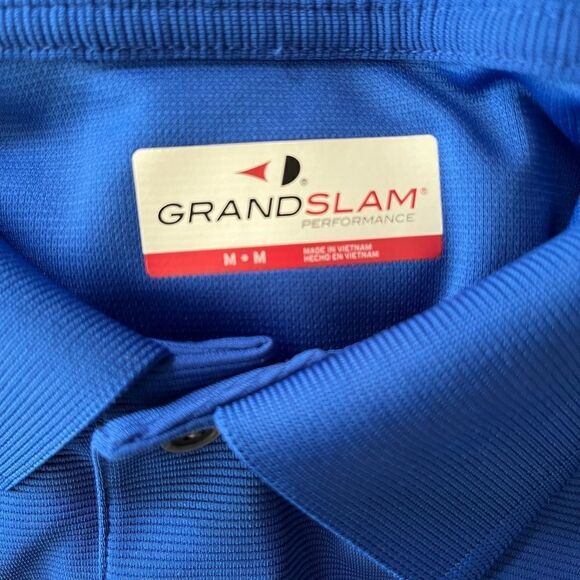 GRANDSLAM®
PERFORMANCE
M • M
MADE IN VIETNAM
HECHO EN VIETNAM